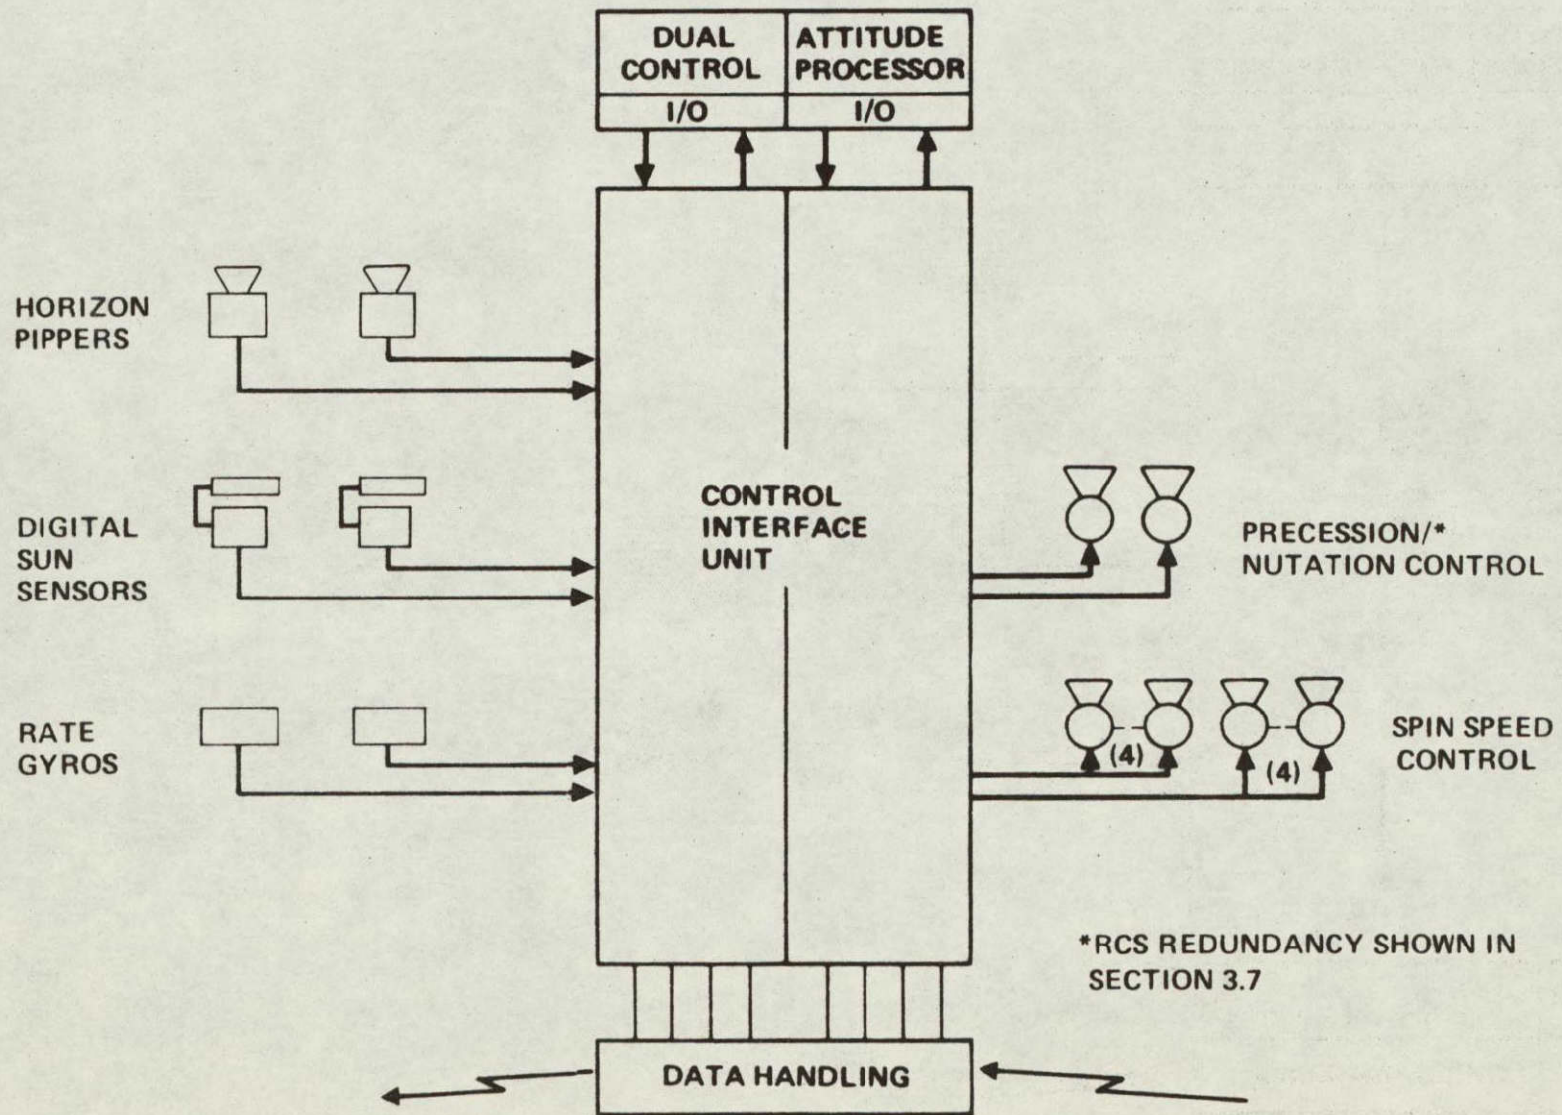 DUAL
CONTROL
ATTITUDE
PROCESSOR
I/O
I/O
HORIZON
PIPPERS
DIGITAL
SUN
SENSORS
RATE
GYROS
CONTROL
INTERFACE
UNIT
PRECESSION/*
NUTATION CONTROL
(4)
(4)
SPIN SPEED
CONTROL
*RCS REDUNDANCY SHOWN IN
SECTION 3.7
DATA HANDLING